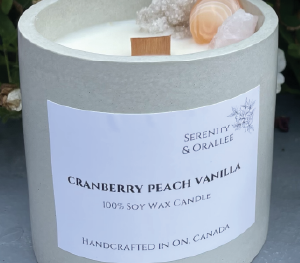 SERENITY
& ORALLEE
CRANBERRY PEACH VANILLA
100% SOY WAX CANDLE
HANDCRAFTED IN ON, CANADA